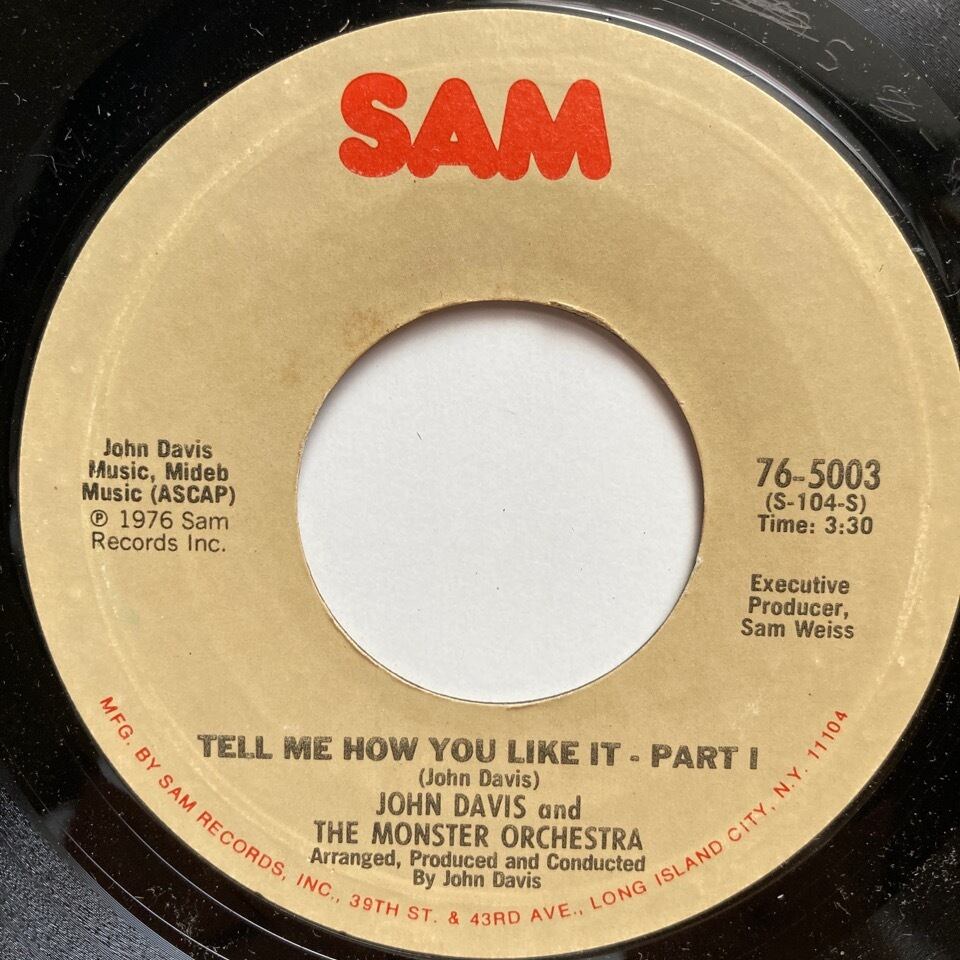 SAM
John Davis
Music, Mideb
Music (ASCAP)
℗ 1976 Sam
Records Inc.
76-5003
(S-104-S)
Time: 3:30
Executive
Producer,
Sam Weiss
TELL ME HOW YOU LIKE IT - PART I
(John Davis)
JOHN DAVIS and
THE MONSTER ORCHESTRA
Arranged, Produced and Conducted
By John Davis
MFG. BY SAM RECORDS, INC., 39TH ST. & 43RD AVE., LONG ISLAND CITY, N.Y. 11104